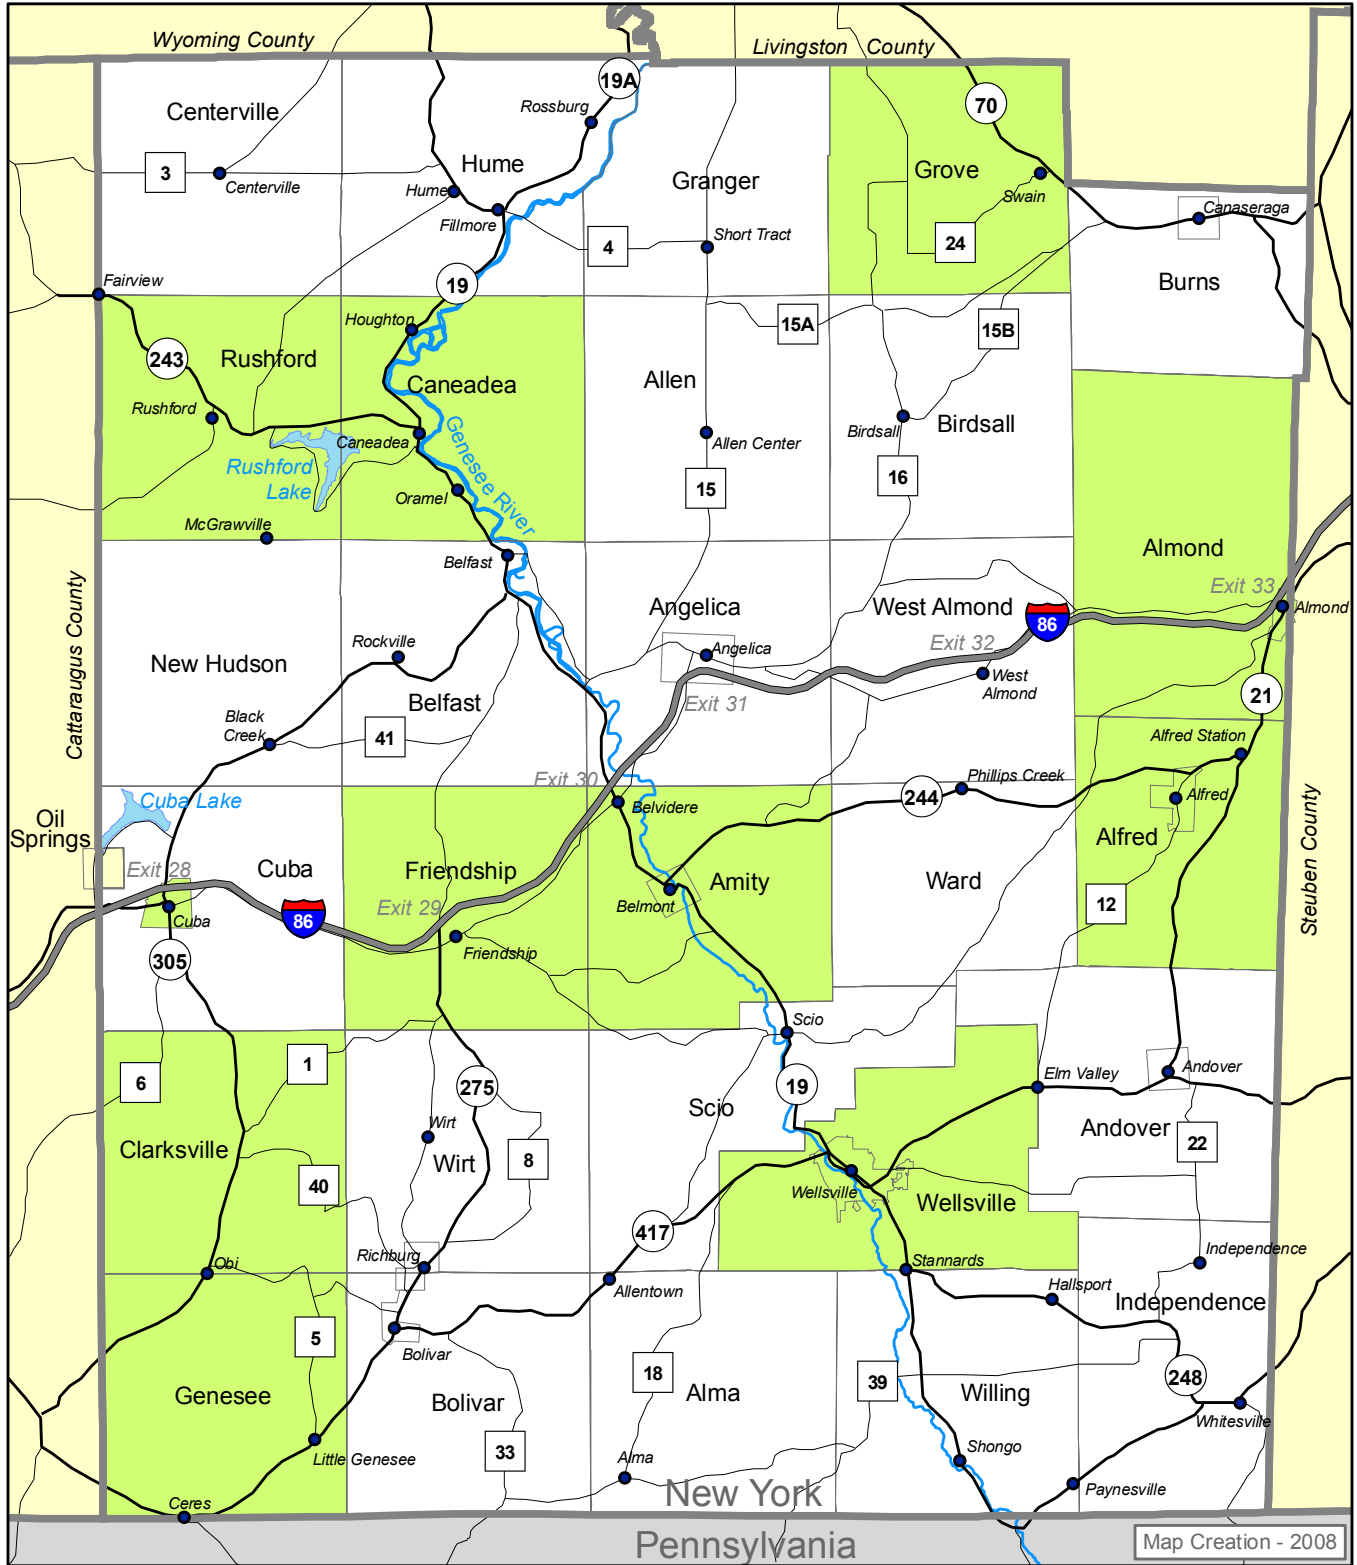 Wyoming County
Livingston County
19A
Rossburg
70
Centerville
Hume
Granger
Grove
3
Centerville
Hume
Fillmore
Swain
Canaseraga
4
Short Tract
24
Burns
Fairview
19
Houghton
15A
15B
243
Rushford
Caneadea
Allen
Rushford
Caneadea
Genesee River
Allen Center
Birdsall
Birdsall
Rushford
Lake
Oramel
15
16
McGrawville
Belfast
Almond
Cattaraugus County
Exit 33
Almond
Angelica
West Almond
86
Exit 32
Rockville
New Hudson
Angelica
West
Almond
Belfast
Exit 31
21
Black
Creek
41
Alfred Station
Exit 30
Phillips Creek
244
Cuba Lake
Belvidere
Alfred
Oil
Springs
Steuben County
Alfred
Exit 28
Cuba
Friendship
Amity
Ward
Exit 29
Belmont
12
Cuba
86
Friendship
305
Scio
6
1
275
19
Elm Valley
Andover
Scio
Wirt
Andover
22
Clarksville
Wirt
8
40
Wellsville
Wellsville
417
Richburg
Independence
Obi
Stannards
Allentown
Hallsport
Independence
5
Bolivar
18
39
248
Genesee
Bolivar
Alma
Willing
Whitesville
33
Little Genesee
Alma
Shongo
Paynesville
Ceres
New York
Pennsylvania
Map Creation - 2008